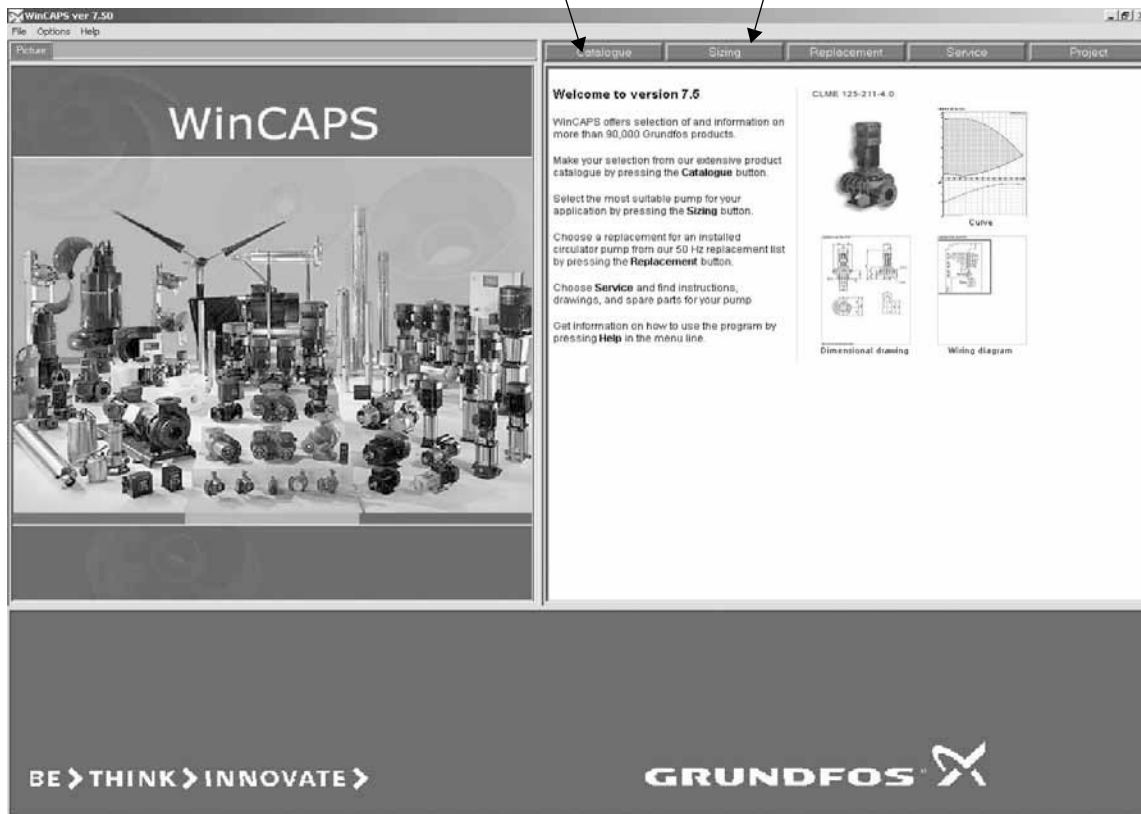 WinCAPS ver 7.50
File Options Help
Picture
Catalogue Sizing Replacement Service Project
WinCAPS
Welcome to version 7.5
WinCAPS offers selection of and information on
more than 90,000 Grundfos products.
Make your selection from our extensive product
catalogue by pressing the Catalogue button.
Select the most suitable pump for your
application by pressing the Sizing button.
Choose a replacement for an installed
circulator pump from our 50 Hz replacement list
by pressing the Replacement button.
Choose Service and find instructions,
drawings, and spare parts for your pump
Get information on how to use the program by
pressing Help in the menu line.
CLME 125-211-4.0
Curve
Dimensional drawing Wiring diagram
BE > THINK > INNOVATE >
GRUNDFOS